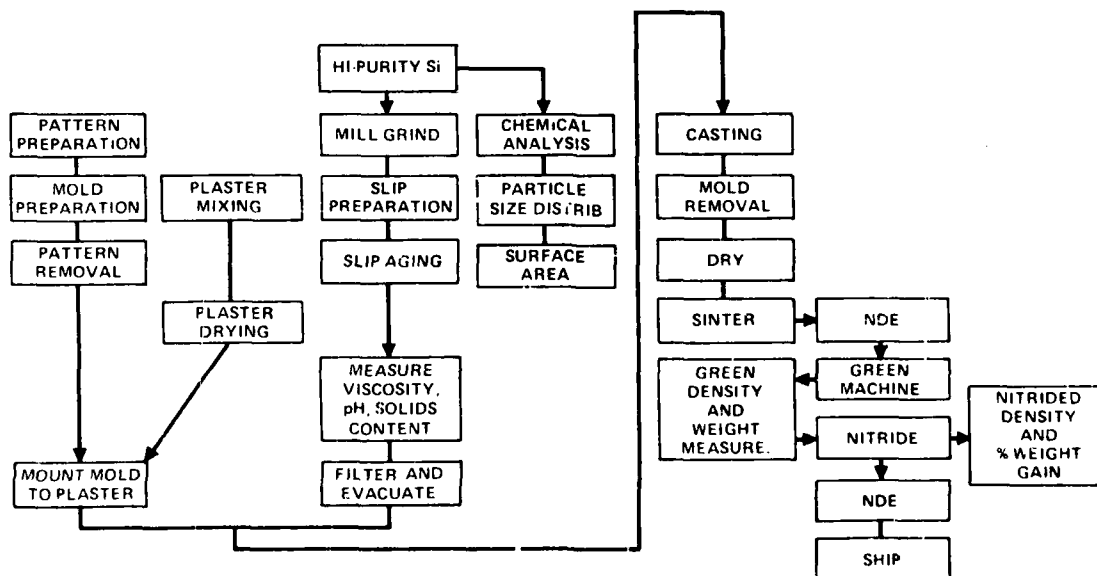 HI-PURITY Si
PATTERN
PREPARATION
MOLD
PREPARATION
PATTERN
REMOVAL
PLASTER
MIXING
PLASTER
DRYING
MOUNT MOLD
TO PLASTER
MILL GRIND
SLIP
PREPARATION
SLIP AGING
MEASURE
VISCOSITY,
pH, SOLIDS
CONTENT
FILTER AND
EVACUATE
CHEMICAL
ANALYSIS
PARTICLE
SIZE DISTRIB
SURFACE
AREA
CASTING
MOLD
REMOVAL
DRY
SINTER
NDE
GREEN
MACHINE
GREEN
DENSITY
AND
WEIGHT
MEASURE.
NITRIDE
NITRIDED
DENSITY
AND
% WEIGHT
GAIN
NDE
SHIP